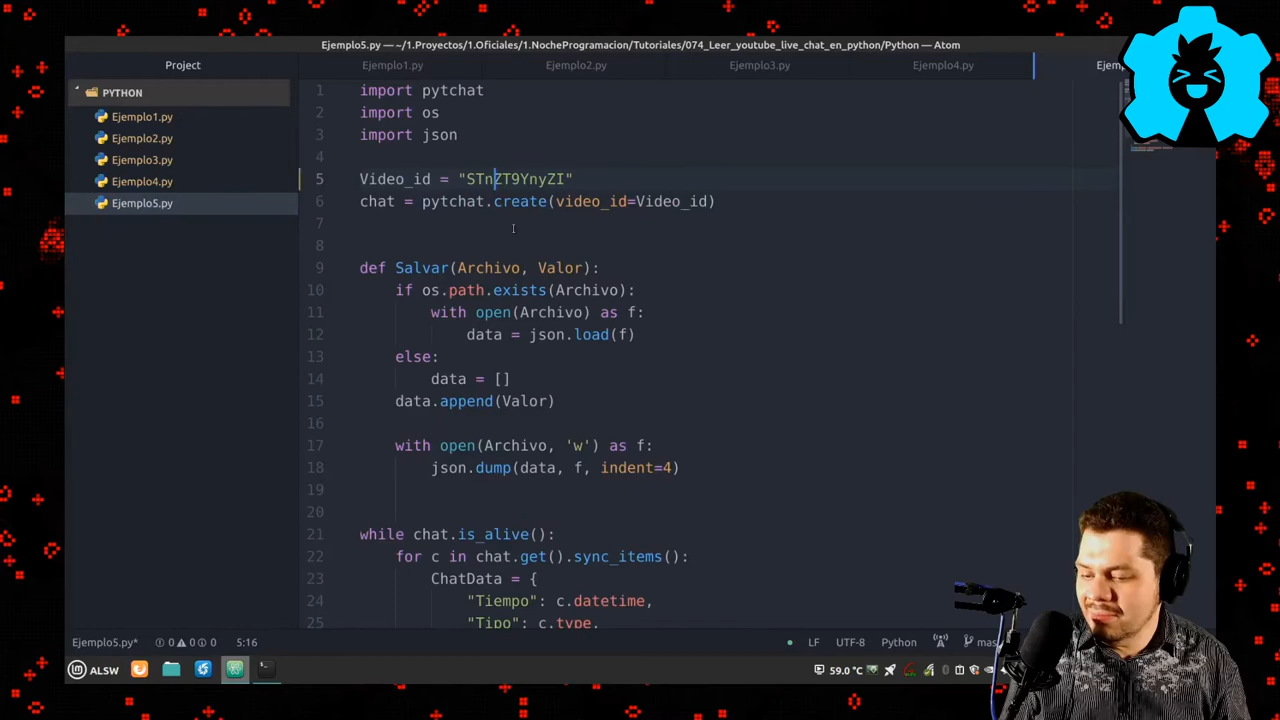 Ejemplo5.py — ~/1.Proyectos/1.Oficiales/1.NocheProgramacion/Tutoriales/074_Leer_youtube_live_chat_en_python/Python — Atom
Project
Ejemplo1.py
Ejemplo2.py
Ejemplo3.py
Ejemplo4.py
Ejem
PYTHON
Ejemplo1.py
Ejemplo2.py
Ejemplo3.py
Ejemplo4.py
Ejemplo5.py
1 import pytchat
2 import os
3 import json
4
5 Video_id = "STnZT9YnyZI"
6 chat = pytchat.create(video_id=Video_id)
7
8
9 def Salvar(Archivo, Valor):
10 if os.path.exists(Archivo):
11 with open(Archivo) as f:
12 data = json.load(f)
13 else:
14 data = []
15 data.append(Valor)
16
17 with open(Archivo, 'w') as f:
18 json.dump(data, f, indent=4)
19
20
21 while chat.is_alive():
22 for c in chat.get().sync_items():
23 ChatData = {
24 "Tiempo": c.datetime,
25 "Tipo": c.type,
Ejemplo5.py* 0 0 0 5:16 LF UTF-8 Python mas
ALSW 59.0 °C